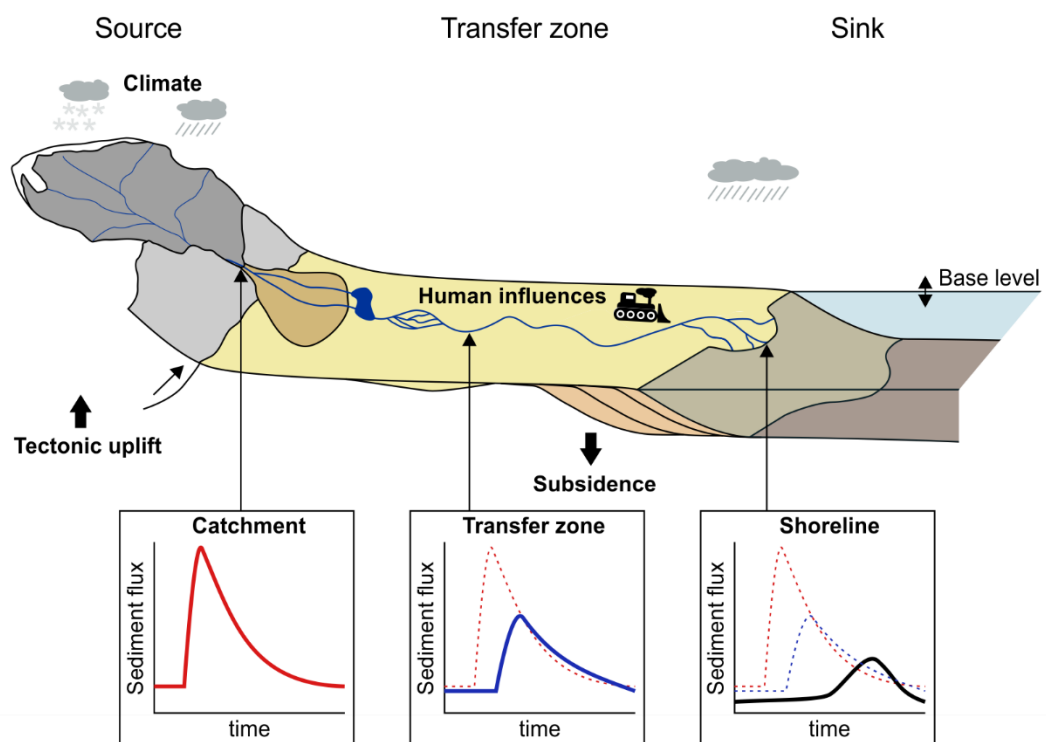 Source
Transfer zone
Sink
Climate
Base level
Human influences
Tectonic uplift
Subsidence
Catchment
Sediment flux
time
Transfer zone
Sediment flux
time
Shoreline
Sediment flux
time